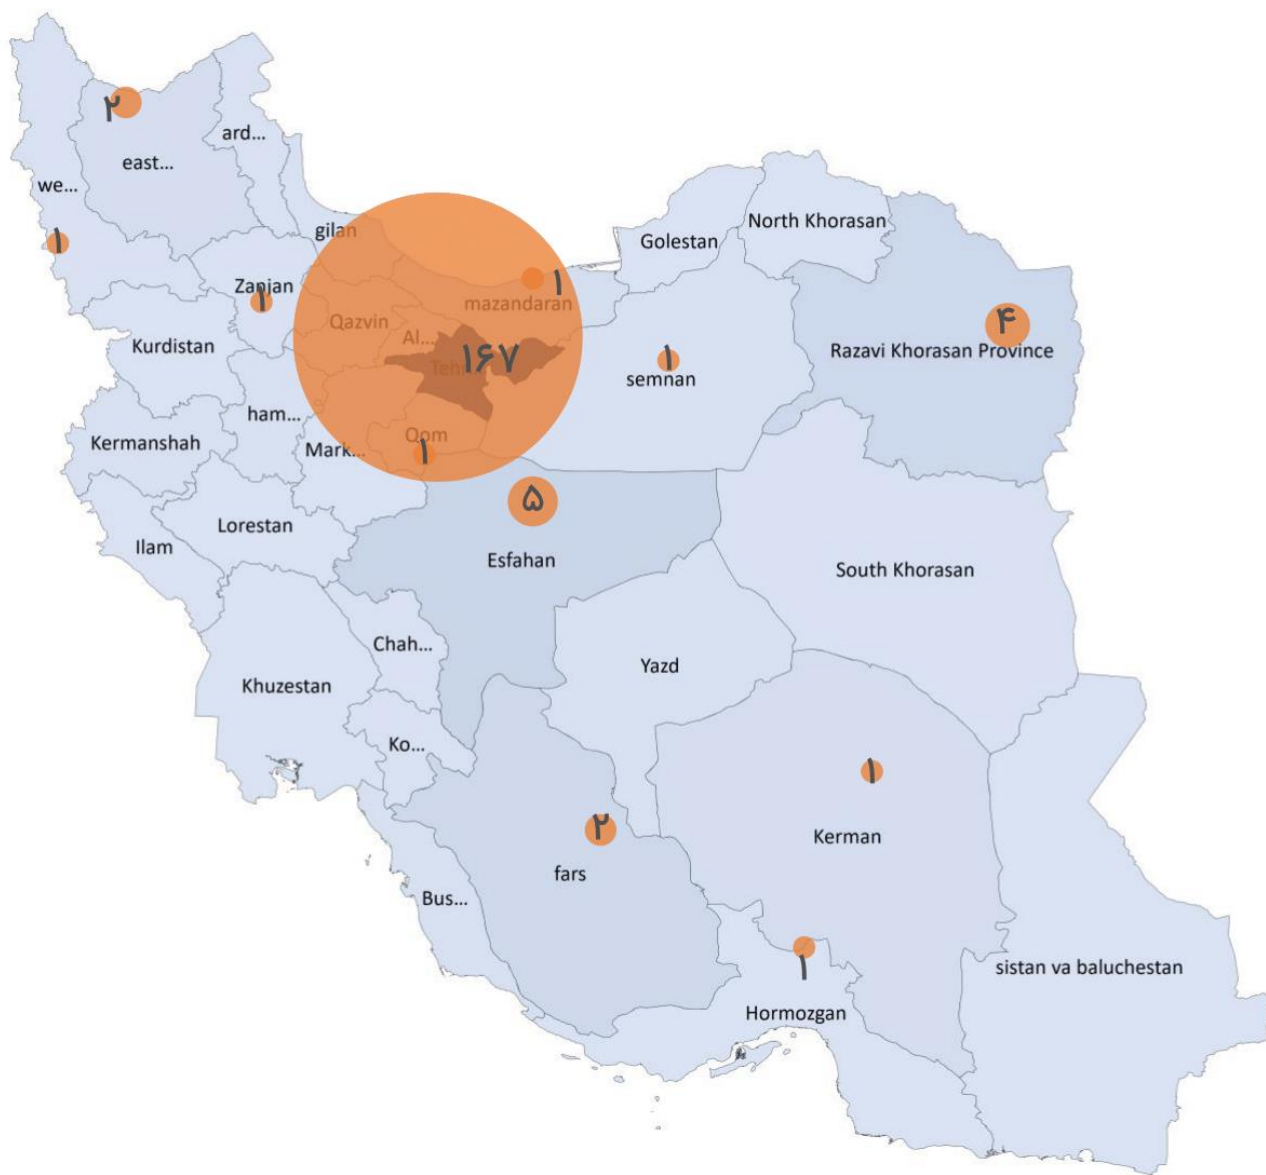 ۲
ard...
east...
we...
North Khorasan
gilan
Golestan
۱
Zanjan
۱
mazandaran
۱
۴
Qazvin
Al...
Kurdistan
Razavi Khorasan Province
۱۶۷
۱
semnan
ham...
Kermanshah
Mark...
Qom
۱
۵
Lorestan
Ilam
Esfahan
South Khorasan
Chah...
Yazd
Khuzestan
Ko...
۱
۲
Kerman
fars
Bus...
۱
sistan va baluchestan
Hormozgan